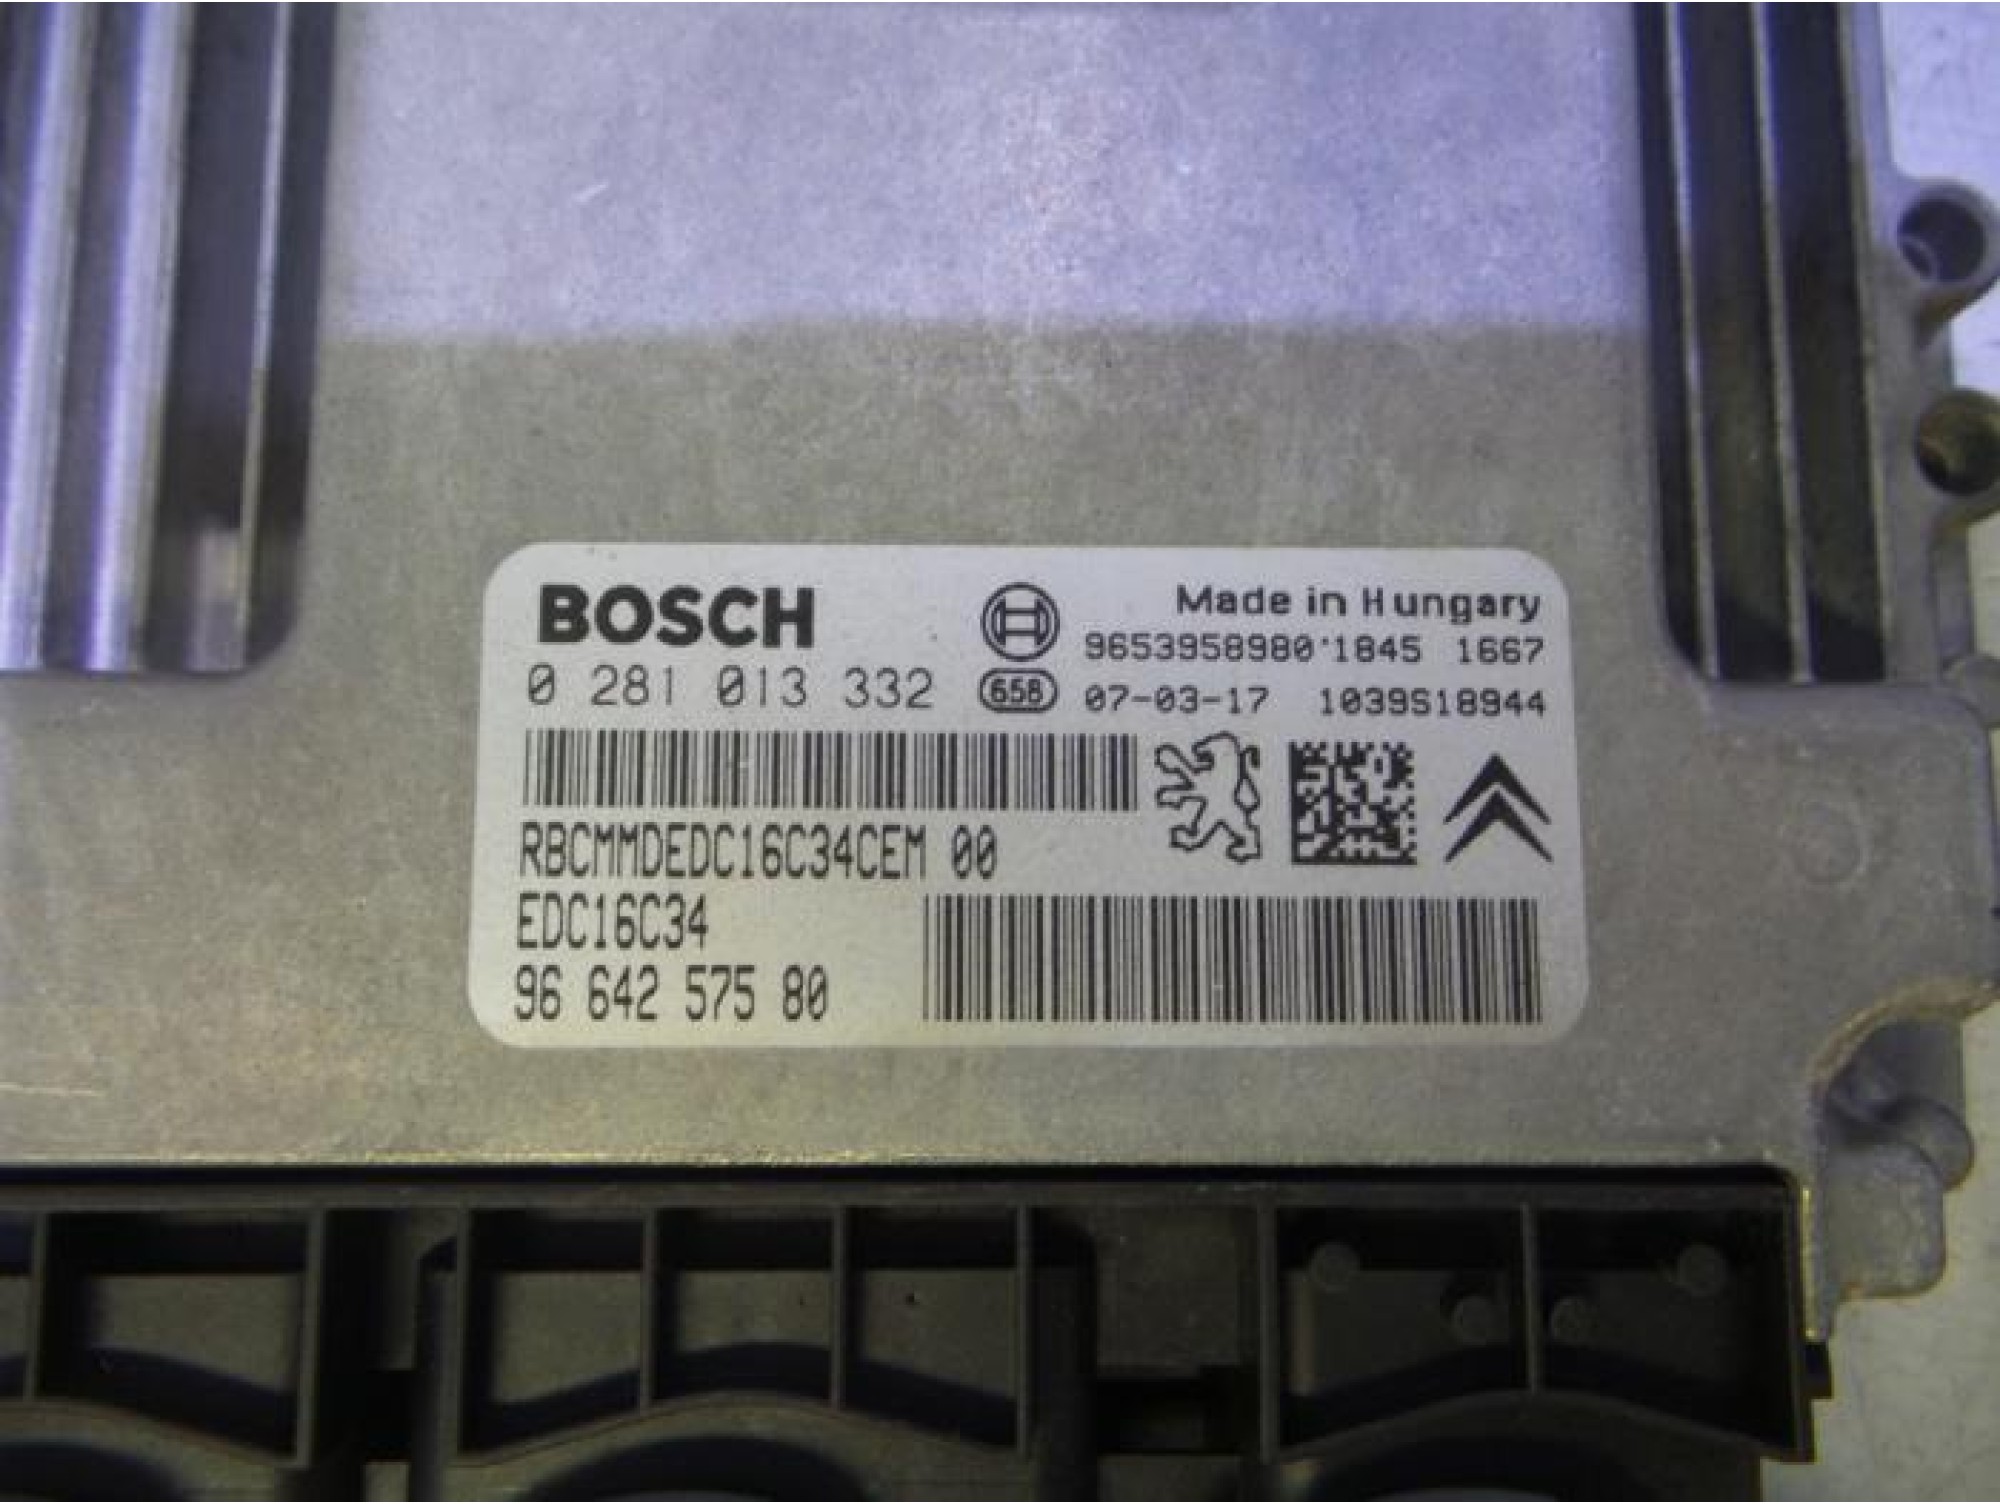 BOSCH
Made in Hungary
9653958980'1845 1667
0 281 013 332
658
07-03-17 1039S18944
RBCMMDEDC16C34CEM 00
EDC16C34
96 642 575 80